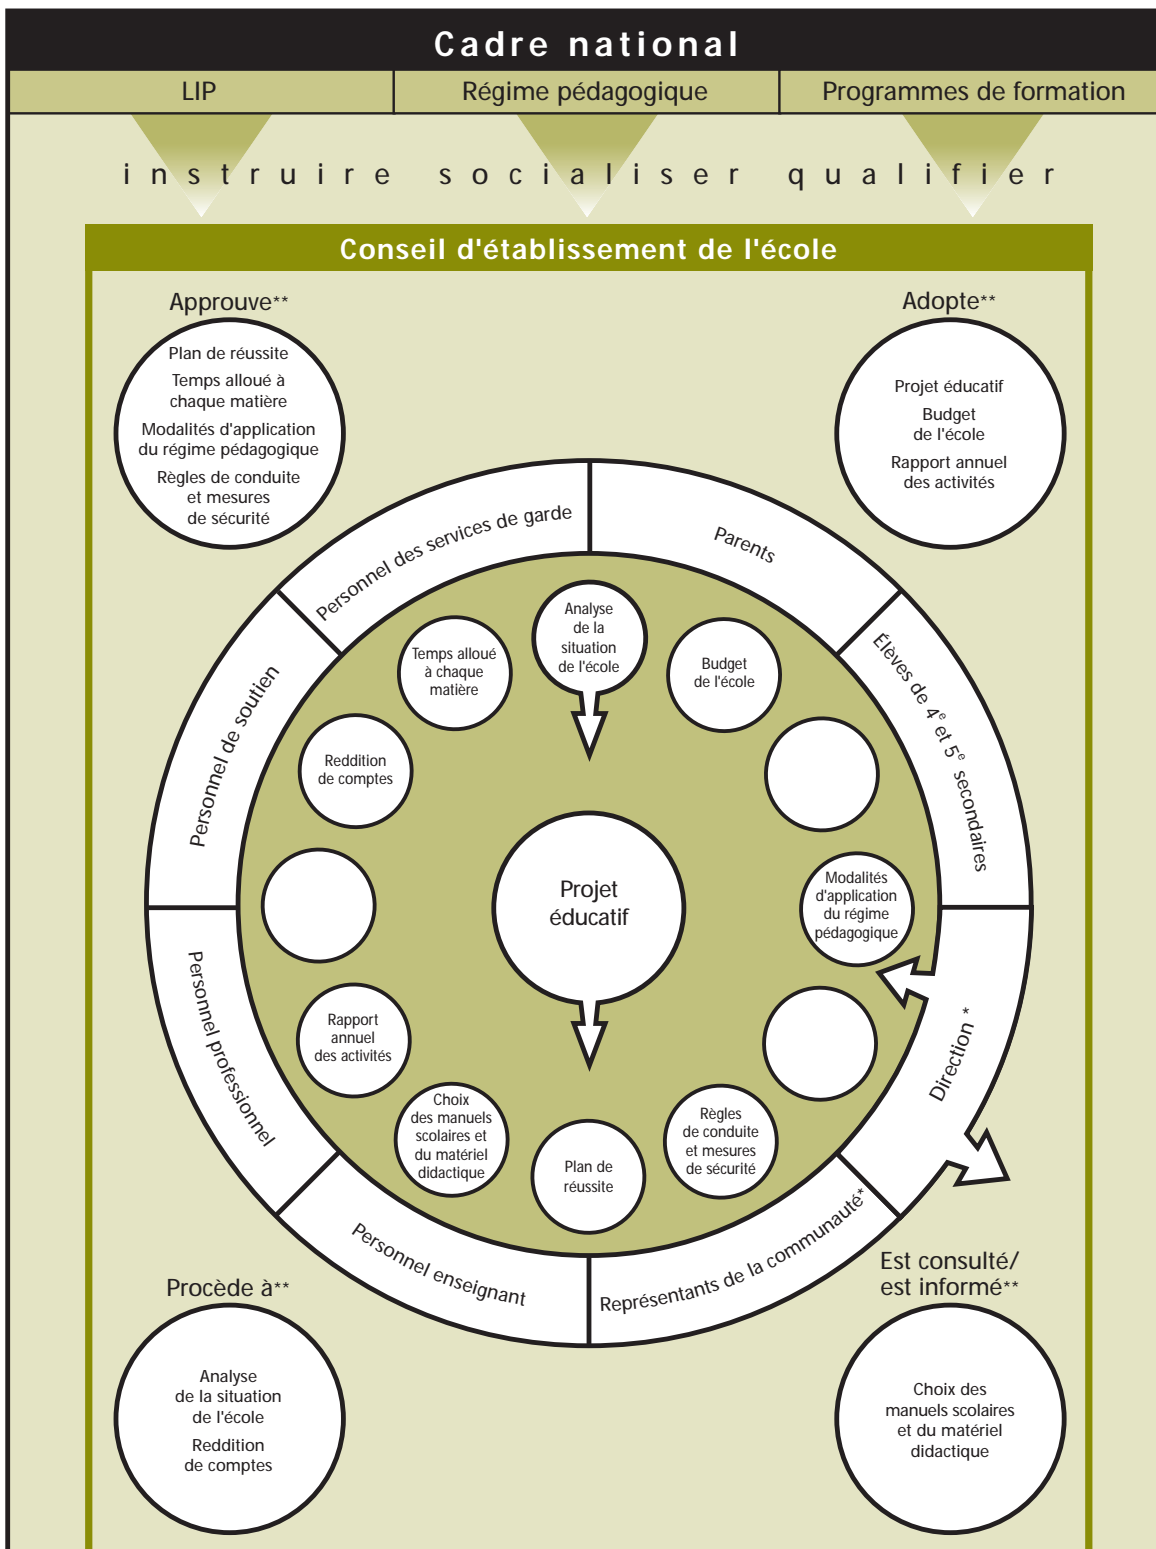 Cadre national
LIP
Régime pédagogique
Programmes de formation
instruire socialiser qualifier
Conseil d'établissement de l'école
Approuve**
Plan de réussite
Temps alloué à
chaque matière
Modalités d'application
du régime pédagogique
Règles de conduite
et mesures
de sécurité
Adopte**
Projet éducatif
Budget
de l'école
Rapport annuel
des activités
Personnel des services de garde
Parents
Élèves de 4e et 5e secondaires
Direction *
Représentants de la communauté*
Personnel enseignant
Personnel professionnel
Personnel de soutien
Analyse
de la
situation
de l'école
Budget
de l'école
Modalités
d'application
du régime
pédagogique
Règles
de conduite
et mesures
de sécurité
Plan de
réussite
Choix
des manuels
scolaires et
du matériel
didactique
Rapport
annuel
des activités
Reddition
de comptes
Temps alloué
à chaque
matière
Projet
éducatif
Procède à**
Analyse
de la situation
de l'école
Reddition
de comptes
Est consulté/
est informé**
Choix des
manuels scolaires
et du matériel
didactique